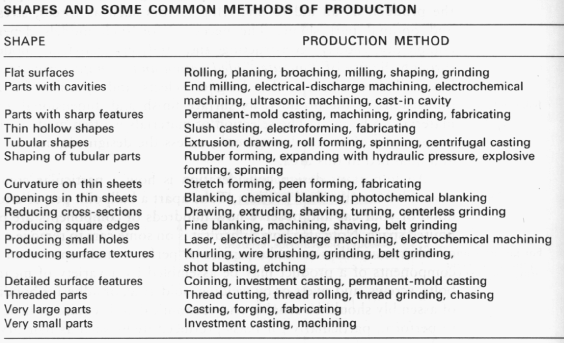 SHAPES AND SOME COMMON METHODS OF PRODUCTION
SHAPE PRODUCTION METHOD
Flat surfaces Rolling, planing, broaching, milling, shaping, grinding
Parts with cavities End milling, electrical-discharge machining, electrochemical
machining, ultrasonic machining, cast-in cavity
Parts with sharp features Permanent-mold casting, machining, grinding, fabricating
Thin hollow shapes Slush casting, electroforming, fabricating
Tubular shapes Extrusion, drawing, roll forming, spinning, centrifugal casting
Shaping of tubular parts Rubber forming, expanding with hydraulic pressure, explosive
forming, spinning
Curvature on thin sheets Stretch forming, peen forming, fabricating
Openings in thin sheets Blanking, chemical blanking, photochemical blanking
Reducing cross-sections Drawing, extruding, shaving, turning, centerless grinding
Producing square edges Fine blanking, machining, shaving, belt grinding
Producing small holes Laser, electrical-discharge machining, electrochemical machining
Producing surface textures Knurling, wire brushing, grinding, belt grinding,
shot blasting, etching
Detailed surface features Coining, investment casting, permanent-mold casting
Threaded parts Thread cutting, thread rolling, thread grinding, chasing
Very large parts Casting, forging, fabricating
Very small parts Investment casting, machining